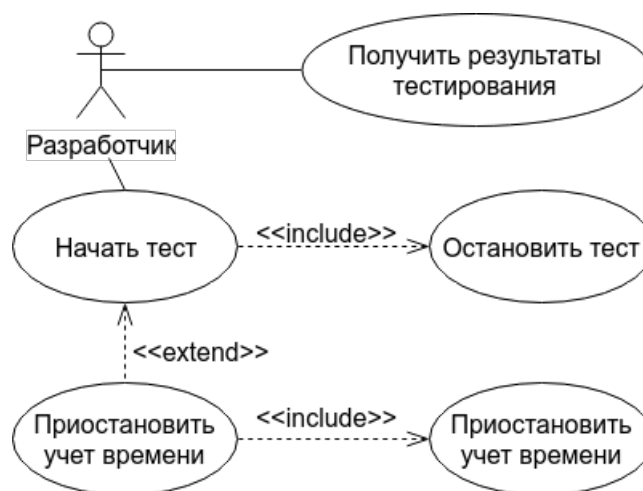 Получить результаты
тестирования
Разработчик
Начать тест
<<include>>
Остановить тест
<<extend>>
Приостановить
учет времени
<<include>>
Приостановить
учет времени